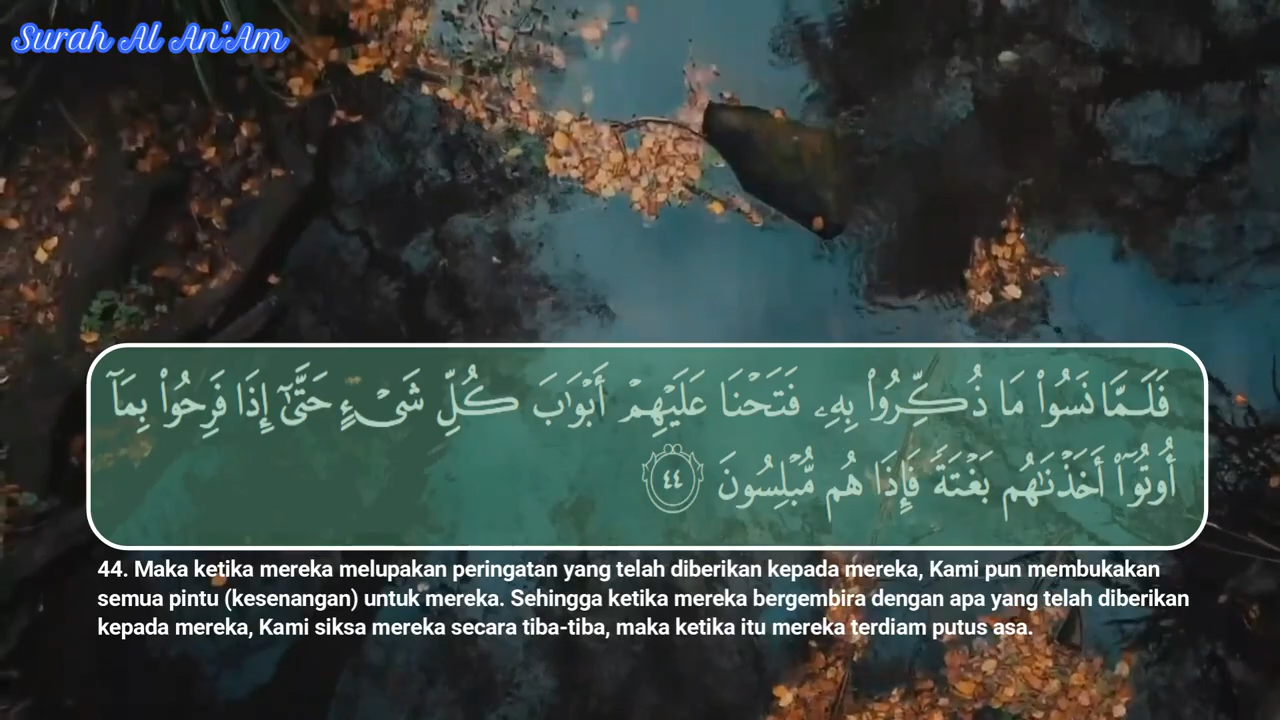 Surah Al An'Am
فَلَمَّا نَسُوا۟ مَا ذُكِّرُوا۟ بِهِۦ فَتَحْنَا عَلَيْهِمْ أَبْوَٰبَ كُلِّ شَىْءٍ حَتَّىٰٓ إِذَا فَرِحُوا۟ بِمَآ
أُوتُوٓا۟ أَخَذْنَٰهُم بَغْتَةً فَإِذَا هُم مُّبْلِسُونَ ٤٤
44. Maka ketika mereka melupakan peringatan yang telah diberikan kepada mereka, Kami pun membukakan
semua pintu (kesenangan) untuk mereka. Sehingga ketika mereka bergembira dengan apa yang telah diberikan
kepada mereka, Kami siksa mereka secara tiba-tiba, maka ketika itu mereka terdiam putus asa.